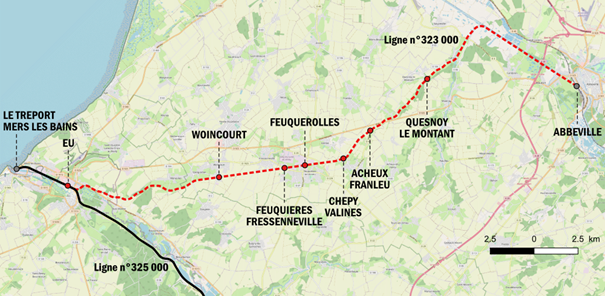 Ligne n°323 000
LE TREPORT
MERS LES BAINS
EU
WOINCOURT
FEUQUEROLLES
QUESNOY
LE MONTANT
ABBEVILLE
ACHEUX
FRANLEU
CHEPY
VALINES
FEUQUIERES
FRESSENNEVILLE
Ligne n°325 000
2.5 0 2.5 km